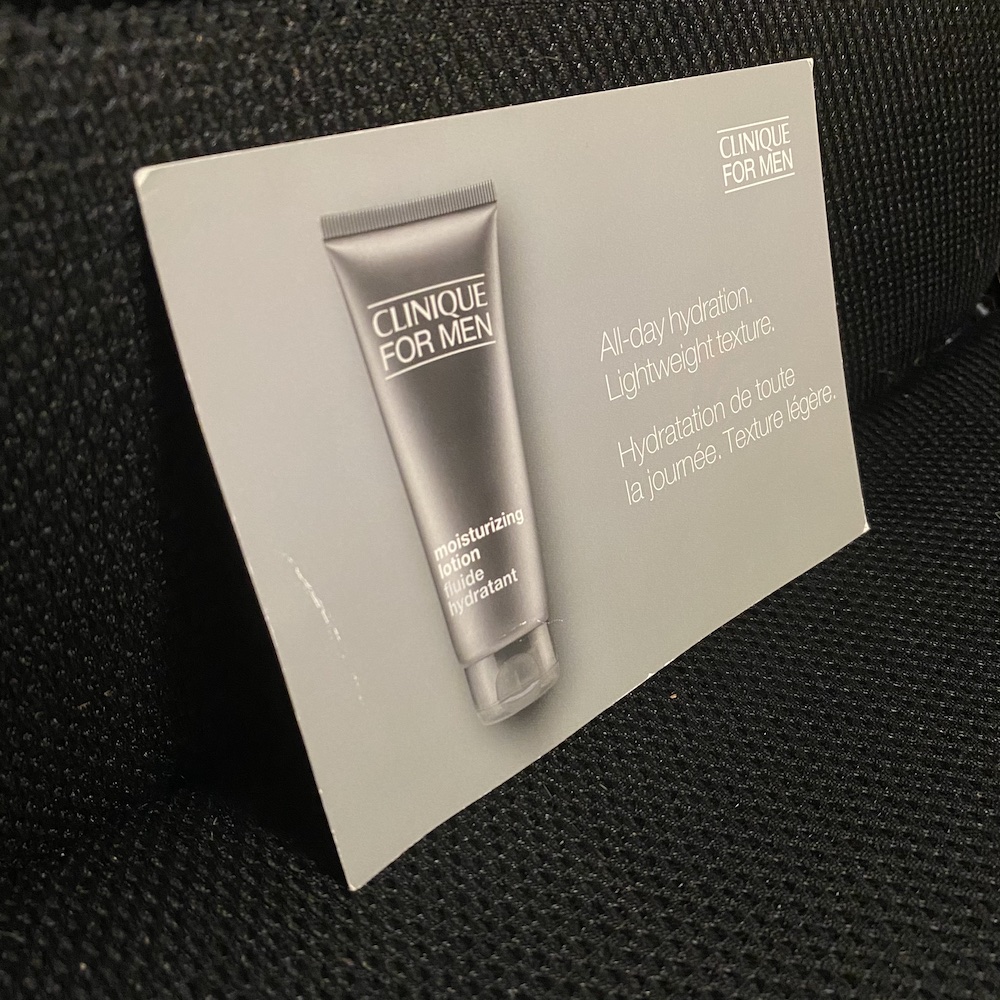 CLINIQUE
FOR MEN
CLINIQUE
FOR MEN
moisturizing
lotion
fluide
hydratant
All-day hydration.
Lightweight texture.
Hydratation de toute
la journée. Texture légère.